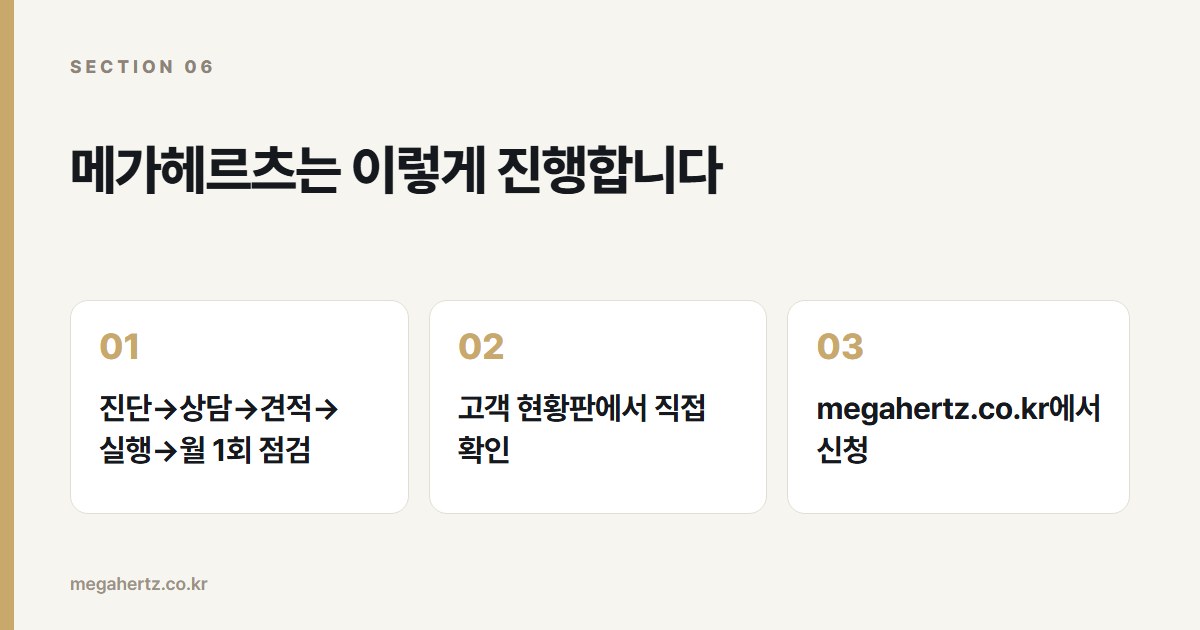 SECTION 06
메가헤르츠는 이렇게 진행합니다
01
진단→상담→견적→
실행→월 1회 점검
02
고객 현황판에서 직접
확인
03
megahertz.co.kr에서
신청
megahertz.co.kr